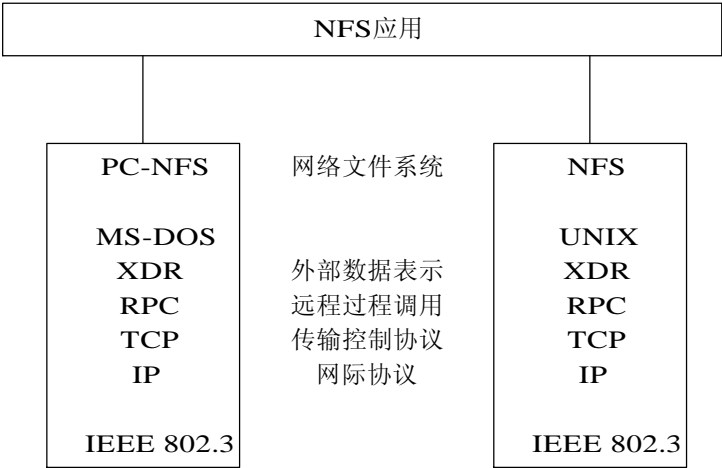 NFS应用
PC-NFS 网络文件系统 NFS
MS-DOS UNIX
XDR 外部数据表示 XDR
RPC 远程过程调用 RPC
TCP 传输控制协议 TCP
IP 网际协议 IP
IEEE 802.3 IEEE 802.3